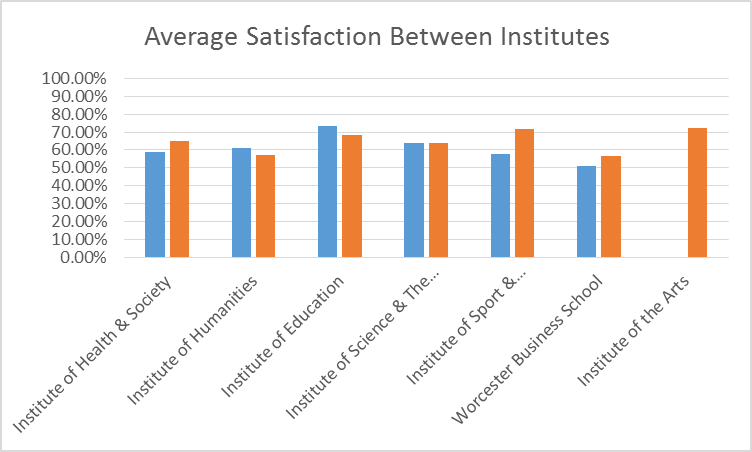 Average Satisfaction Between Institutes
100.00%
90.00%
80.00%
70.00%
60.00%
50.00%
40.00%
30.00%
20.00%
10.00%
0.00%
Institute of Health & Society
Institute of Humanities
Institute of Education
Institute of Science & The...
Institute of Sport &...
Worcester Business School
Institute of the Arts